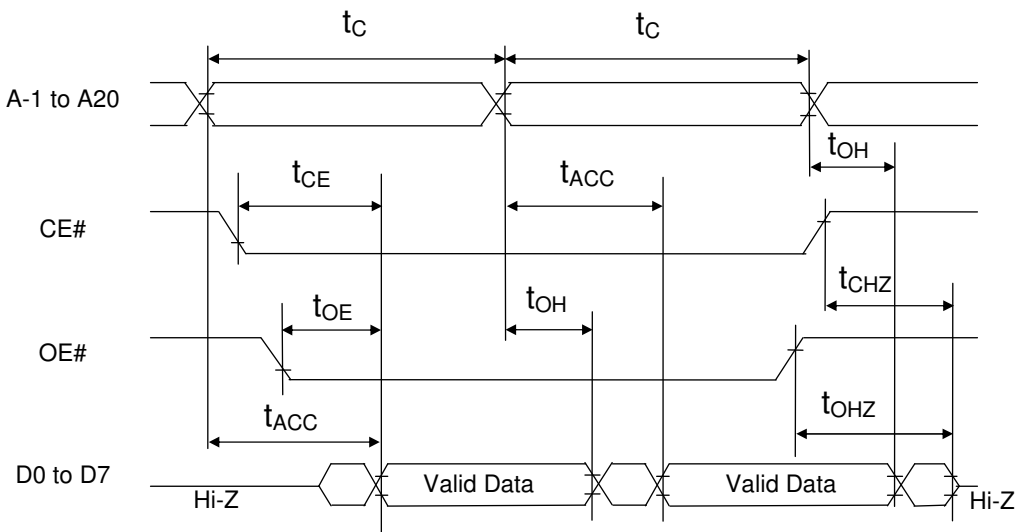 tC tC
A-1 to A20
tOH
tCE tACC
CE#
tCHZ
tOE tOH
OE#
tOHZ
tACC
D0 to D7 Valid Data Valid Data
Hi-Z Hi-Z